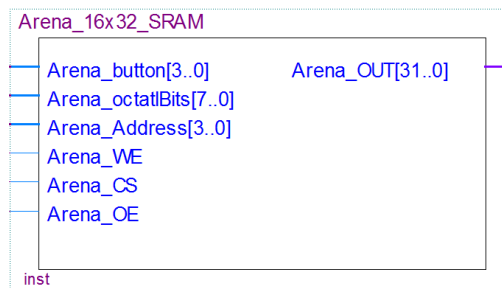 Arena_16x32_SRAM
Arena_button[3..0] Arena_OUT[31..0]
Arena_octatlBits[7..0]
Arena_Address[3..0]
Arena_WE
Arena_CS
Arena_OE
inst